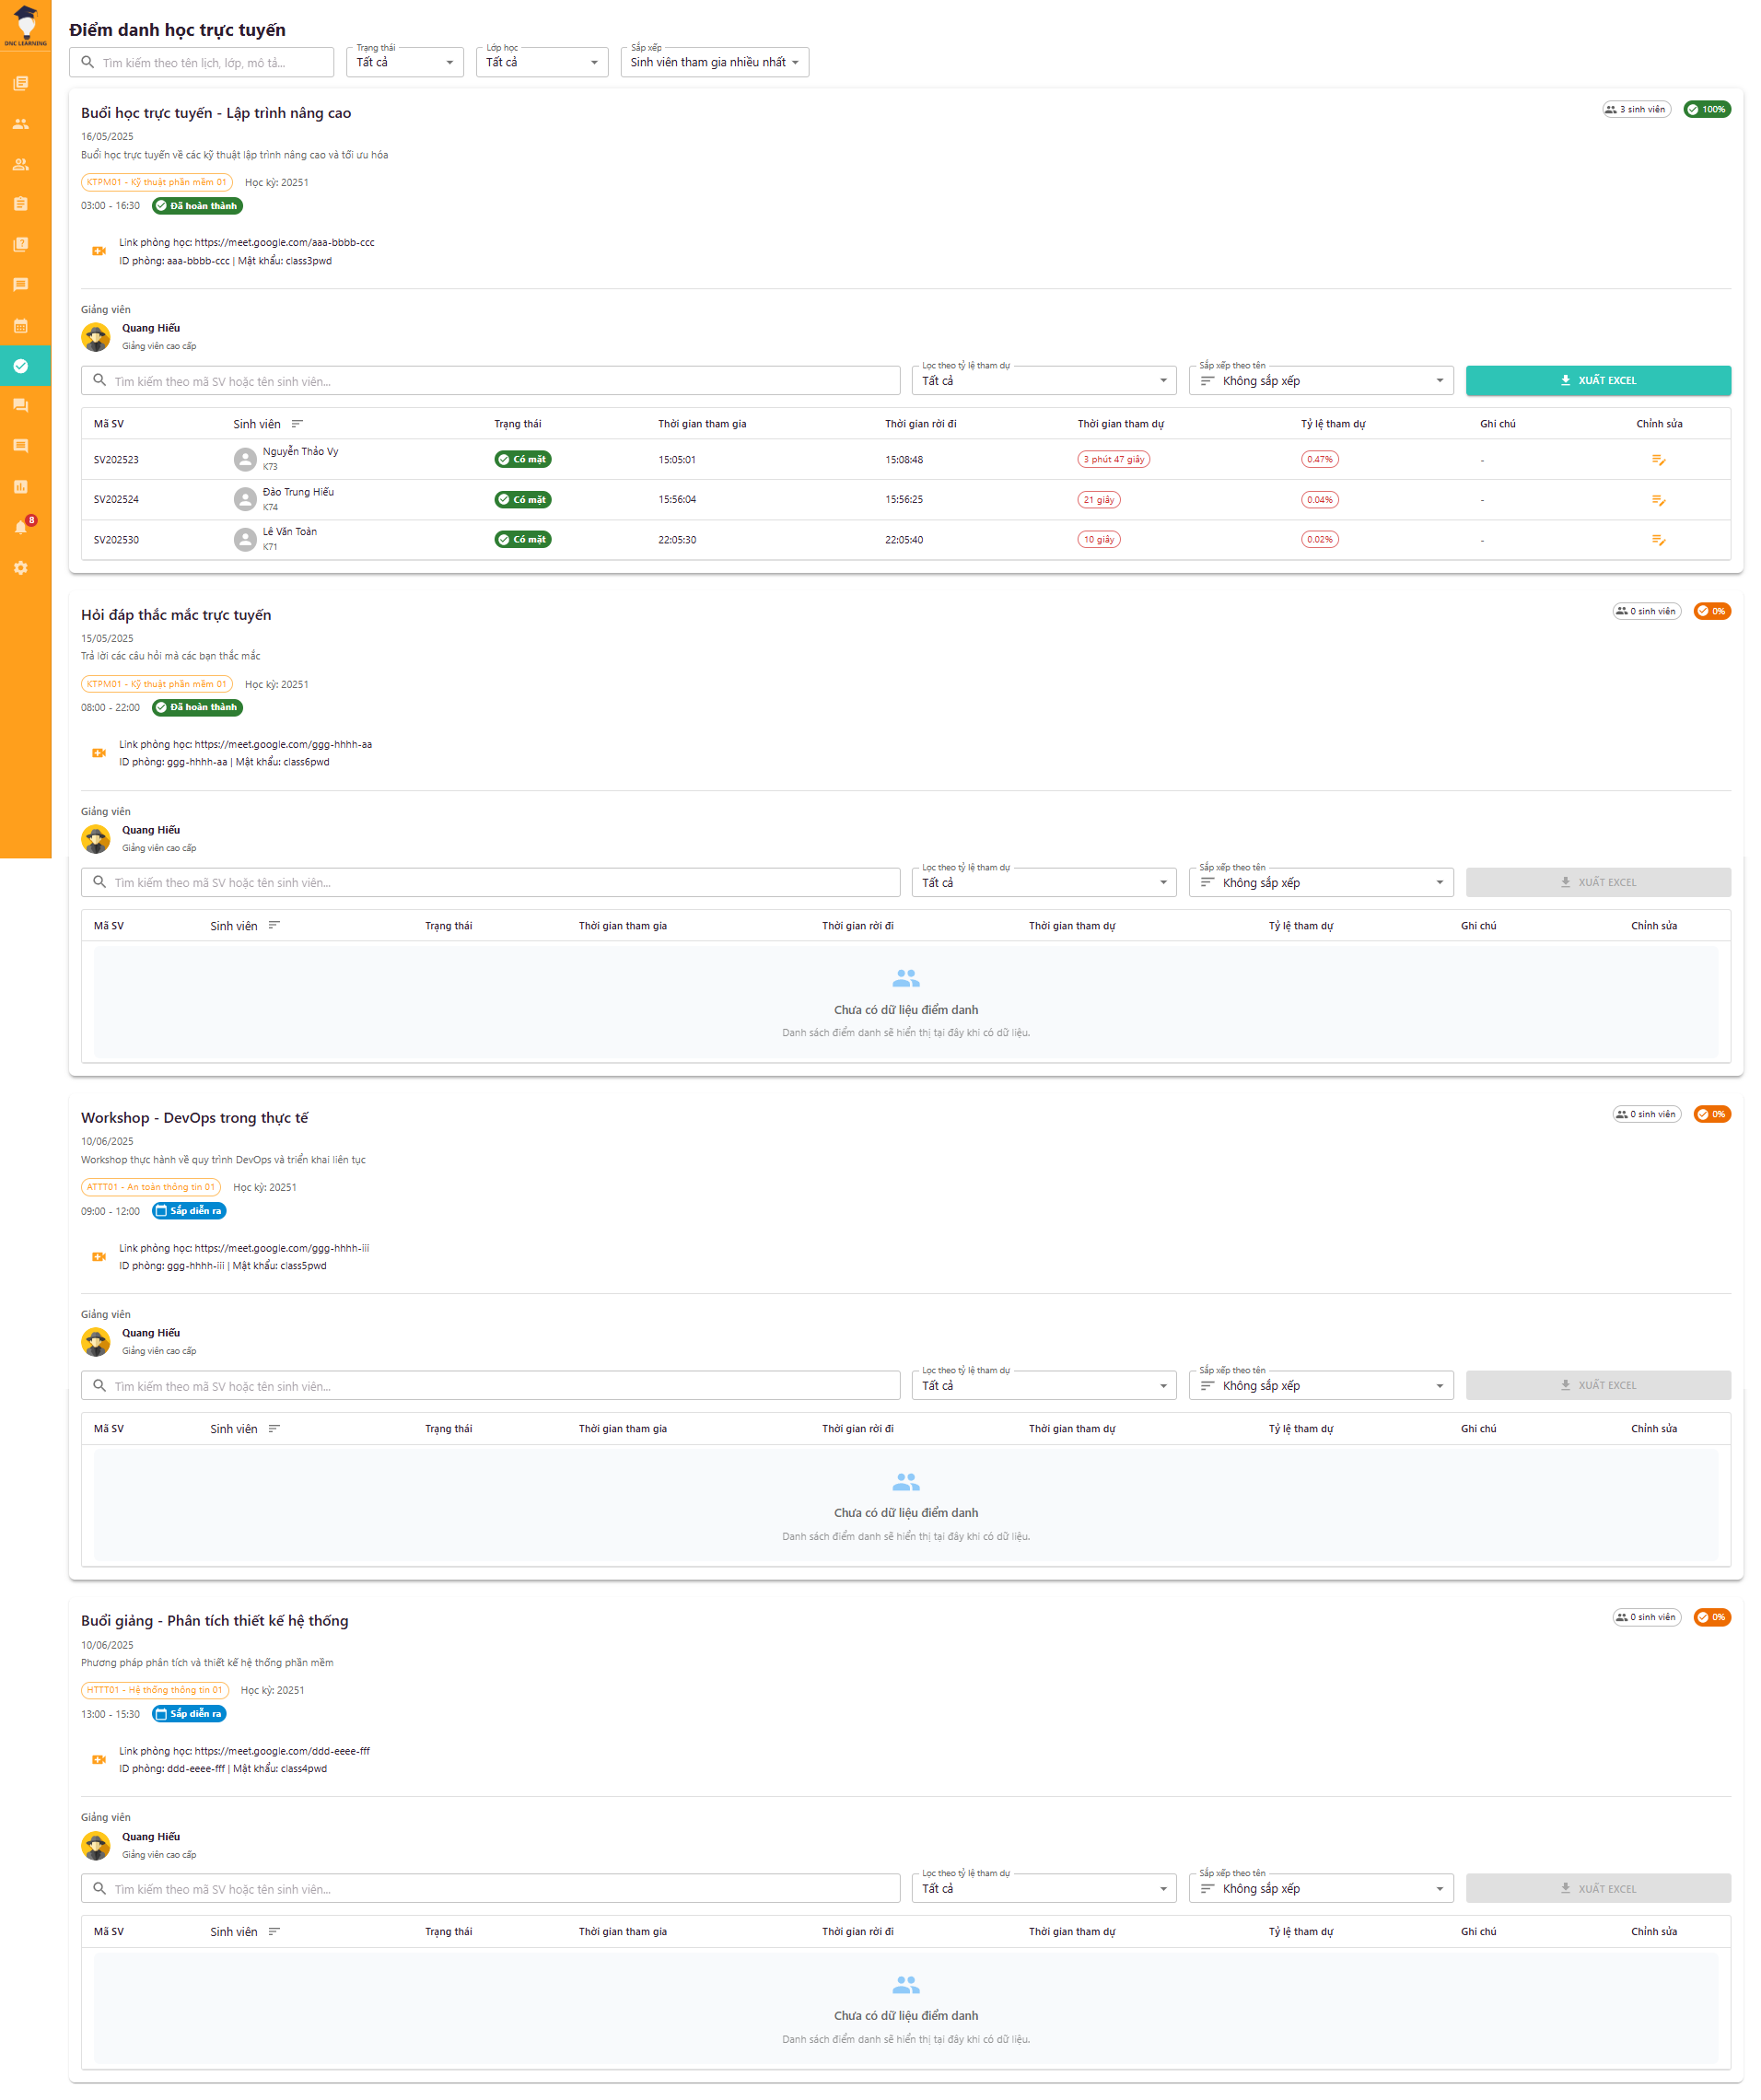 DNC LEARNING
8
Điểm danh học trực tuyến
Tìm kiếm theo tên lịch, lớp, mô tả...
Trạng thái
Tất cả
Lớp học
Tất cả
Sắp xếp
Sinh viên tham gia nhiều nhất
Buổi học trực tuyến - Lập trình nâng cao
3 sinh viên
100%
16/05/2025
Buổi học trực tuyến về các kỹ thuật lập trình nâng cao và tối ưu hóa
KTPM01 - Kỹ thuật phần mềm 01
Học kỳ: 20251
03:00 - 16:30
Đã hoàn thành
Link phòng học: https://meet.google.com/aaa-bbbb-ccc
ID phòng: aaa-bbbb-ccc | Mật khẩu: class3pwd
Giảng viên
Quang Hiếu
Giảng viên cao cấp
Tìm kiếm theo mã SV hoặc tên sinh viên...
Lọc theo tỷ lệ tham dự
Tất cả
Sắp xếp theo tên
Không sắp xếp
XUẤT EXCEL
Mã SV Sinh viên Trạng thái Thời gian tham gia Thời gian rời đi Thời gian tham dự Tỷ lệ tham dự Ghi chú Chỉnh sửa
SV202523 Nguyễn Thảo Vy Có mặt 15:05:01 15:08:48 3 phút 47 giây 0.47% -
K73
SV202524 Đào Trung Hiếu Có mặt 15:56:04 15:56:25 21 giây 0.04% -
K74
SV202530 Lê Văn Toàn Có mặt 22:05:30 22:05:40 10 giây 0.02% -
K71
Hỏi đáp thắc mắc trực tuyến
0 sinh viên
0%
15/05/2025
Trả lời các câu hỏi mà các bạn thắc mắc
KTPM01 - Kỹ thuật phần mềm 01
Học kỳ: 20251
08:00 - 22:00
Đã hoàn thành
Link phòng học: https://meet.google.com/ggg-hhhh-aa
ID phòng: ggg-hhhh-aa | Mật khẩu: class6pwd
Giảng viên
Quang Hiếu
Giảng viên cao cấp
Tìm kiếm theo mã SV hoặc tên sinh viên...
Lọc theo tỷ lệ tham dự
Tất cả
Sắp xếp theo tên
Không sắp xếp
XUẤT EXCEL
Mã SV Sinh viên Trạng thái Thời gian tham gia Thời gian rời đi Thời gian tham dự Tỷ lệ tham dự Ghi chú Chỉnh sửa
Chưa có dữ liệu điểm danh
Danh sách điểm danh sẽ hiển thị tại đây khi có dữ liệu.
Workshop - DevOps trong thực tế
0 sinh viên
0%
10/06/2025
Workshop thực hành về quy trình DevOps và triển khai liên tục
ATTT01 - An toàn thông tin 01
Học kỳ: 20251
09:00 - 12:00
Sắp diễn ra
Link phòng học: https://meet.google.com/ggg-hhhh-iii
ID phòng: ggg-hhhh-iii | Mật khẩu: class5pwd
Giảng viên
Quang Hiếu
Giảng viên cao cấp
Tìm kiếm theo mã SV hoặc tên sinh viên...
Lọc theo tỷ lệ tham dự
Tất cả
Sắp xếp theo tên
Không sắp xếp
XUẤT EXCEL
Mã SV Sinh viên Trạng thái Thời gian tham gia Thời gian rời đi Thời gian tham dự Tỷ lệ tham dự Ghi chú Chỉnh sửa
Chưa có dữ liệu điểm danh
Danh sách điểm danh sẽ hiển thị tại đây khi có dữ liệu.
Buổi giảng - Phân tích thiết kế hệ thống
0 sinh viên
0%
10/06/2025
Phương pháp phân tích và thiết kế hệ thống phần mềm
HTTT01 - Hệ thống thông tin 01
Học kỳ: 20251
13:00 - 15:30
Sắp diễn ra
Link phòng học: https://meet.google.com/ddd-eeee-fff
ID phòng: ddd-eeee-fff | Mật khẩu: class4pwd
Giảng viên
Quang Hiếu
Giảng viên cao cấp
Tìm kiếm theo mã SV hoặc tên sinh viên...
Lọc theo tỷ lệ tham dự
Tất cả
Sắp xếp theo tên
Không sắp xếp
XUẤT EXCEL
Mã SV Sinh viên Trạng thái Thời gian tham gia Thời gian rời đi Thời gian tham dự Tỷ lệ tham dự Ghi chú Chỉnh sửa
Chưa có dữ liệu điểm danh
Danh sách điểm danh sẽ hiển thị tại đây khi có dữ liệu.